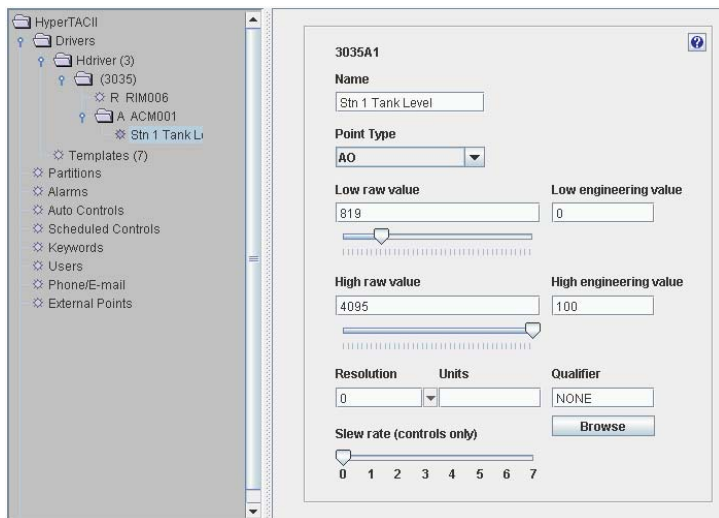 HyperTACII
Drivers
Hdriver (3)
(3035)
R RIM006
A ACM001
Stn 1 Tank L
Templates (7)
Partitions
Alarms
Auto Controls
Scheduled Controls
Keywords
Users
Phone/E-mail
External Points
3035A1
?
Name
Stn 1 Tank Level
Point Type
AO
Low raw value Low engineering value
819 0
High raw value High engineering value
4095 100
Resolution Units Qualifier
0 NONE
Browse
Slew rate (controls only)
0 1 2 3 4 5 6 7